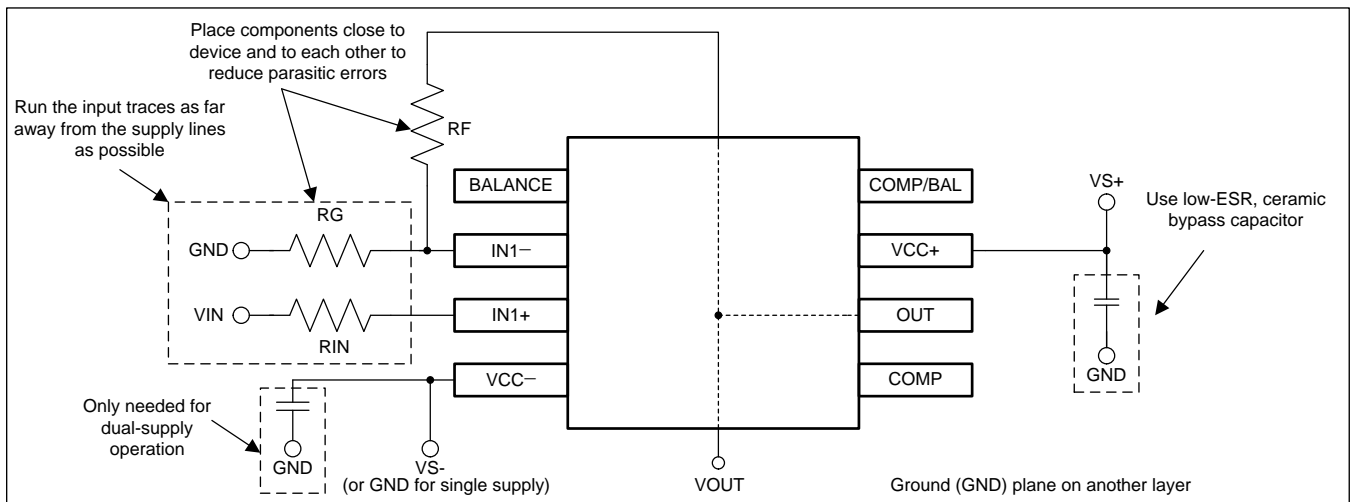 Place components close to
device and to each other to
reduce parasitic errors
Run the input traces as far
away from the supply lines
as possible
RF
BALANCE
COMP/BAL
VS+
Use low-ESR, ceramic
bypass capacitor
RG
GND
IN1−
VCC+
VIN
IN1+
OUT
RIN
GND
VCC−
COMP
Only needed for
dual-supply
operation
GND
VS-
(or GND for single supply)
VOUT
Ground (GND) plane on another layer